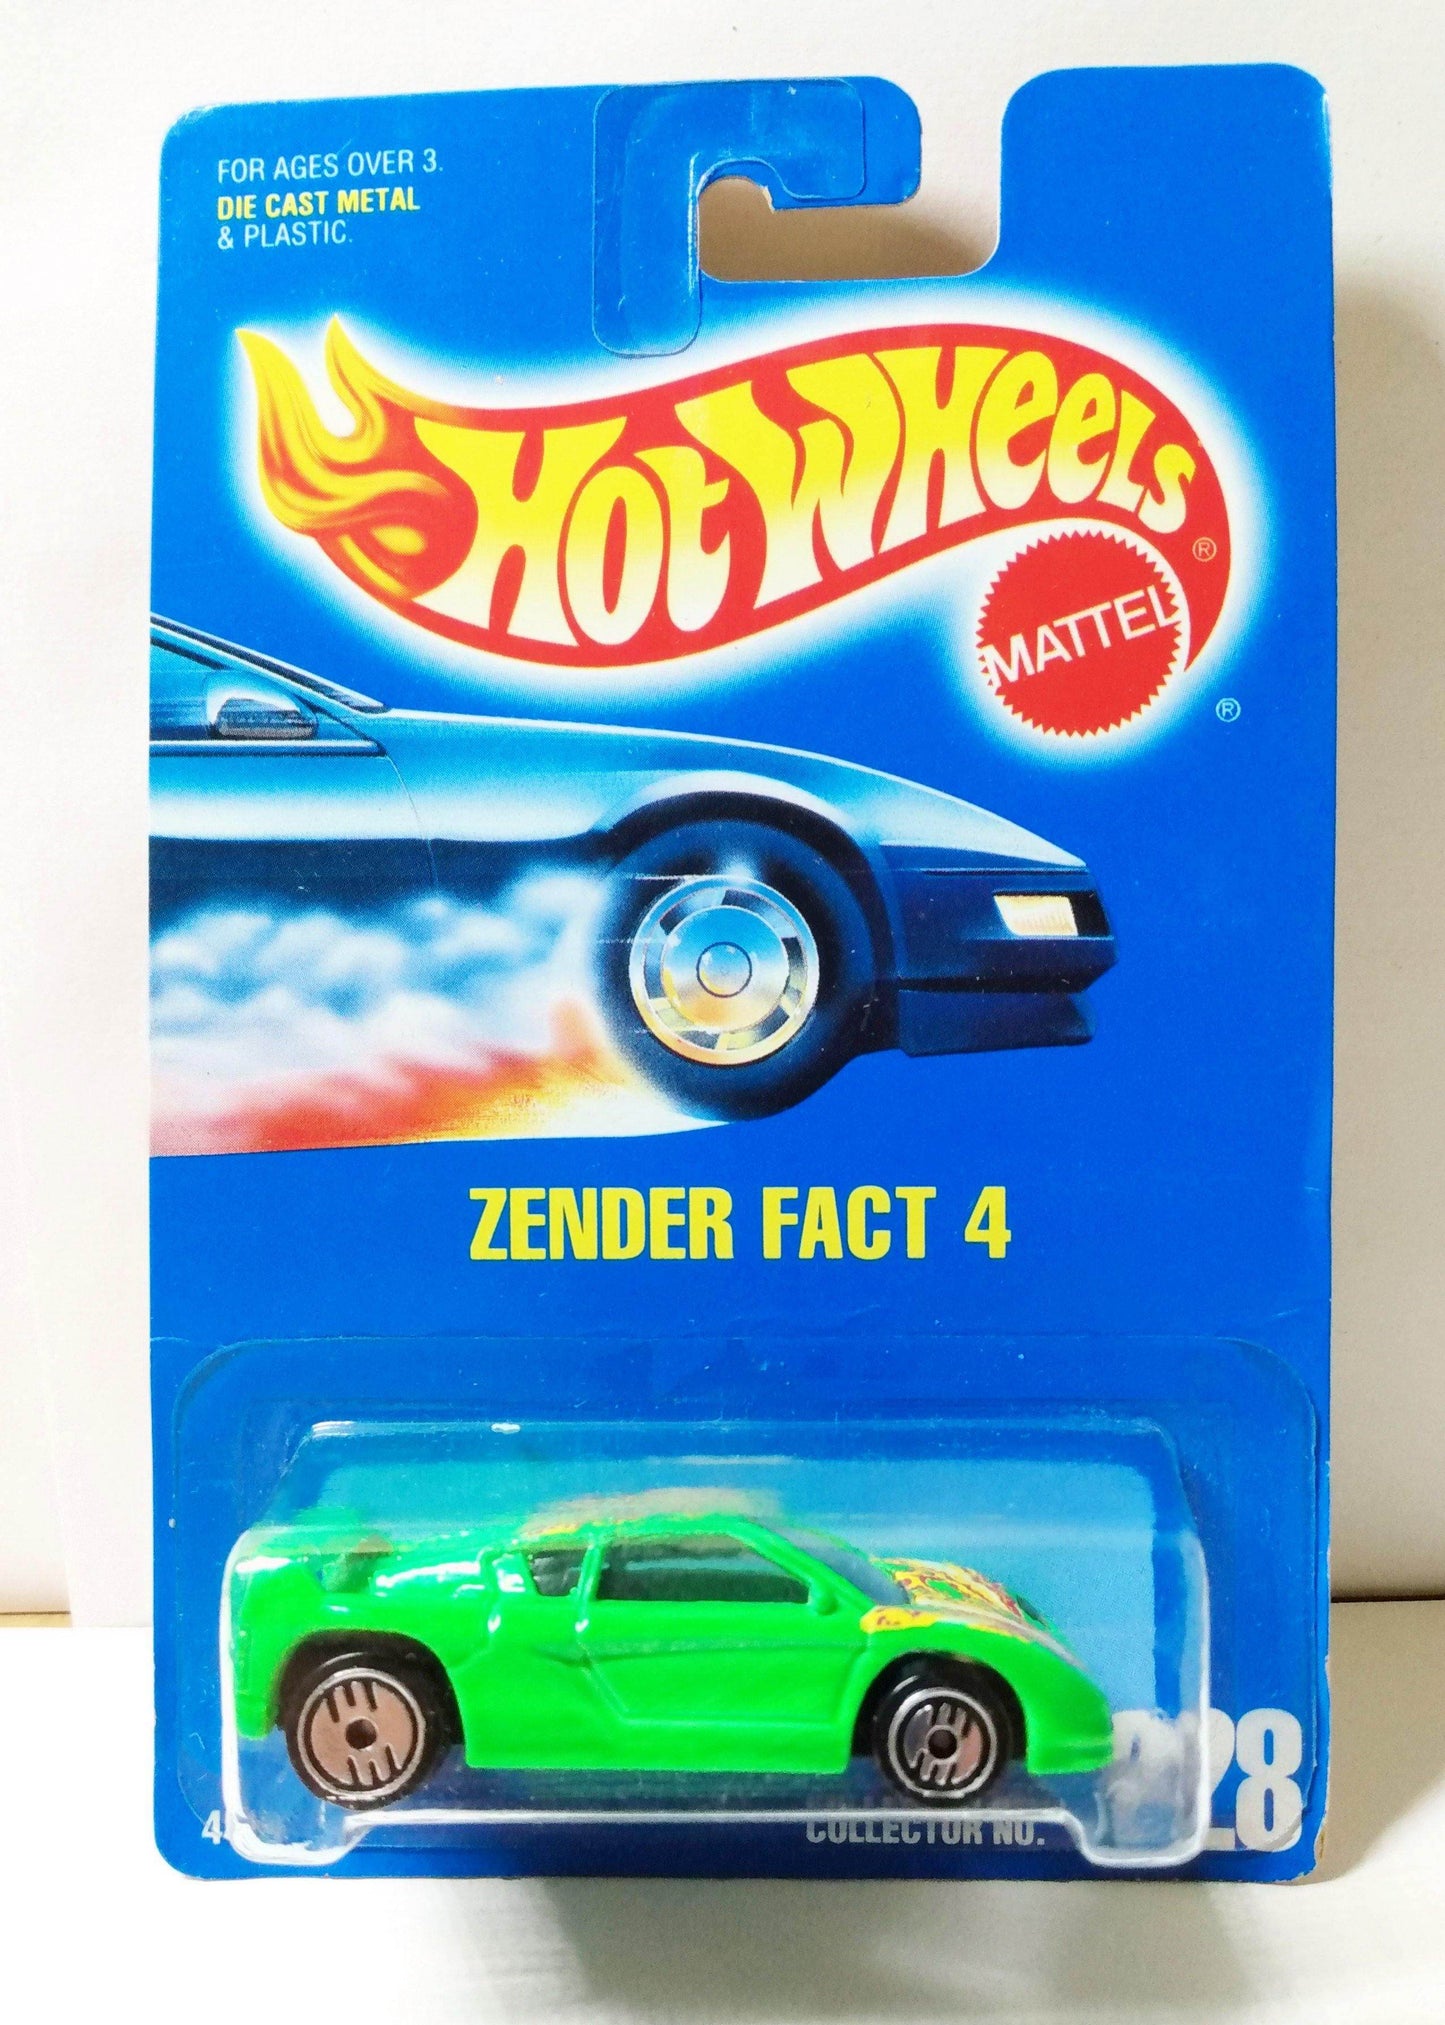 FOR AGES OVER 3.
DIE CAST METAL
& PLASTIC.
HOT WHEELS ®
MATTEL
®
ZENDER FACT 4
COLLECTOR NO.